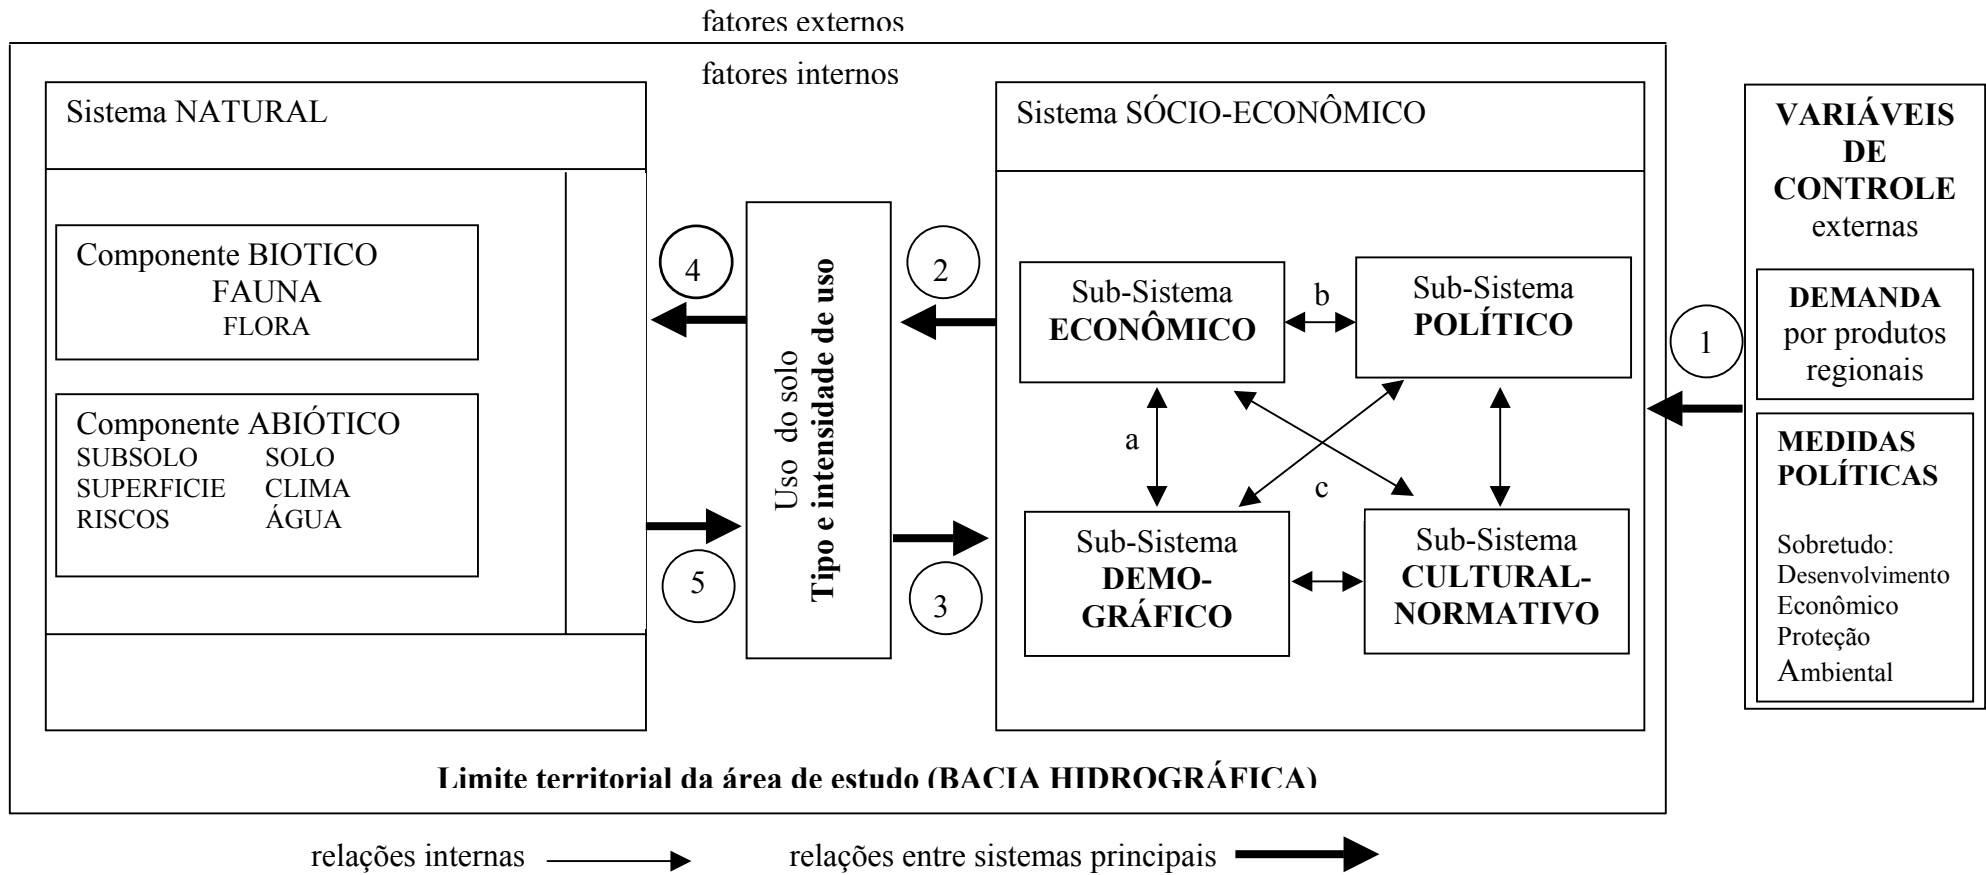 fatores externos
fatores internos
Sistema NATURAL
Componente BIOTICO
FAUNA
FLORA
Componente ABIÓTICO
SUBSOLO SOLO
SUPERFICIE CLIMA
RISCOS ÁGUA
4
5
Uso do solo
Tipo e intensidade de uso
2
3
Sistema SÓCIO-ECONÔMICO
Sub-Sistema
ECONÔMICO
b
Sub-Sistema
POLÍTICO
a
c
Sub-Sistema
DEMO-
GRÁFICO
Sub-Sistema
CULTURAL-
NORMATIVO
1
VARIÁVEIS
DE
CONTROLE
externas
DEMANDA
por produtos
regionais
MEDIDAS
POLÍTICAS
Sobretudo:
Desenvolvimento
Econômico
Proteção
Ambiental
Limite territorial da área de estudo (BACIA HIDROGRÁFICA)
relações internas
relações entre sistemas principais